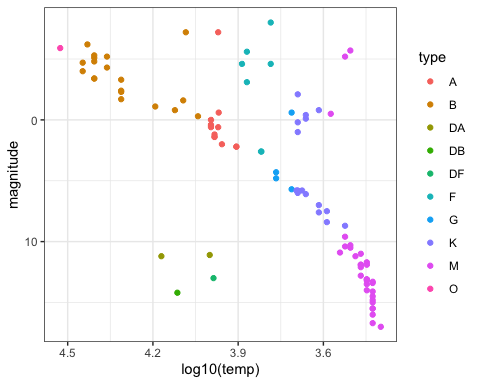 magnitude
0
10
4.5 4.2 3.9 3.6
log10(temp)
type
A
B
DA
DB
DF
F
G
K
M
O